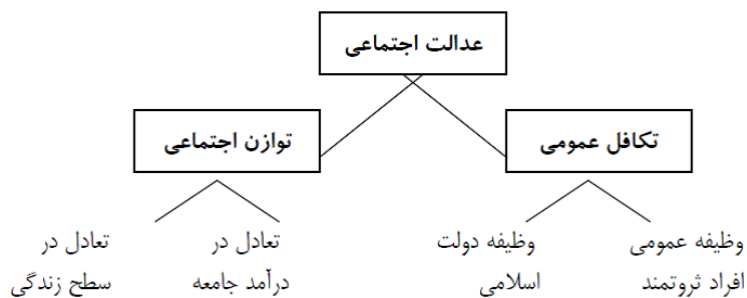 عدالت اجتماعی
تکافل عمومی
توازن اجتماعی
وظیفه عمومی
افراد ثروتمند
وظیفه دولت
اسلامی
تعادل در
درآمد جامعه
تعادل در
سطح زندگی